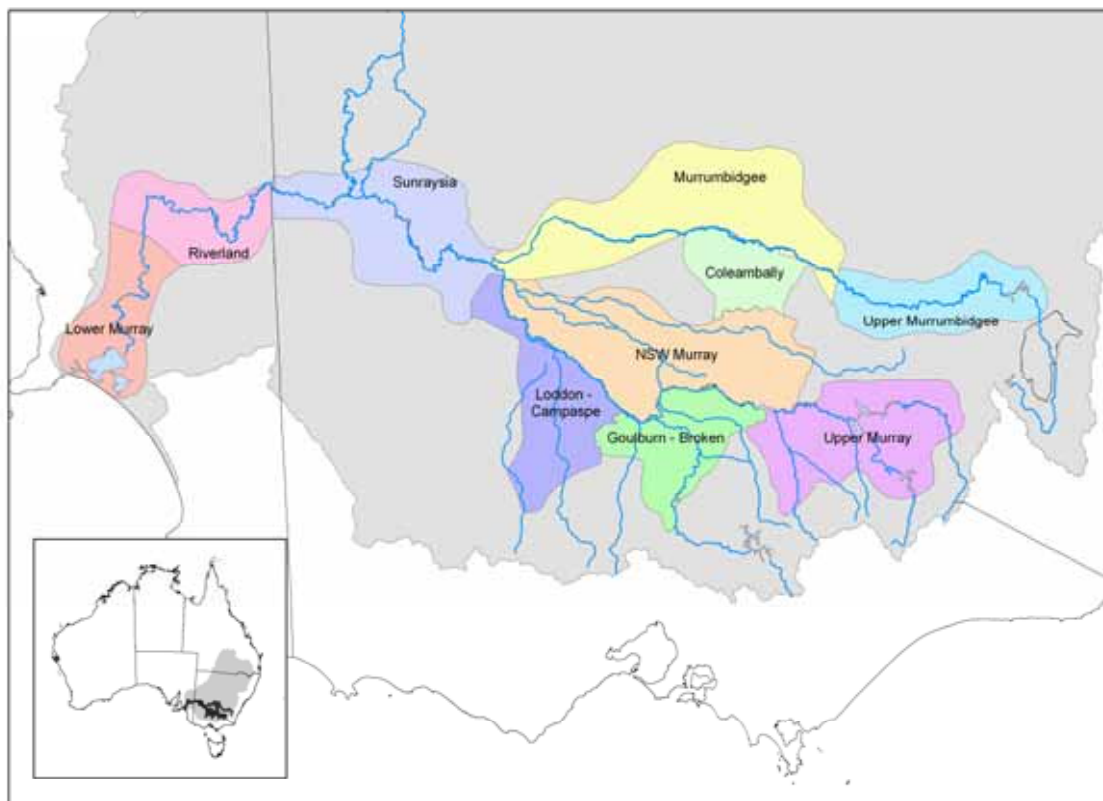 Murrumbidgee
Sunraysia
Riverland
Coleambally
Upper Murrumbidgee
Lower Murray
NSW Murray
Loddon -
Campaspe
Goulburn - Broken
Upper Murray